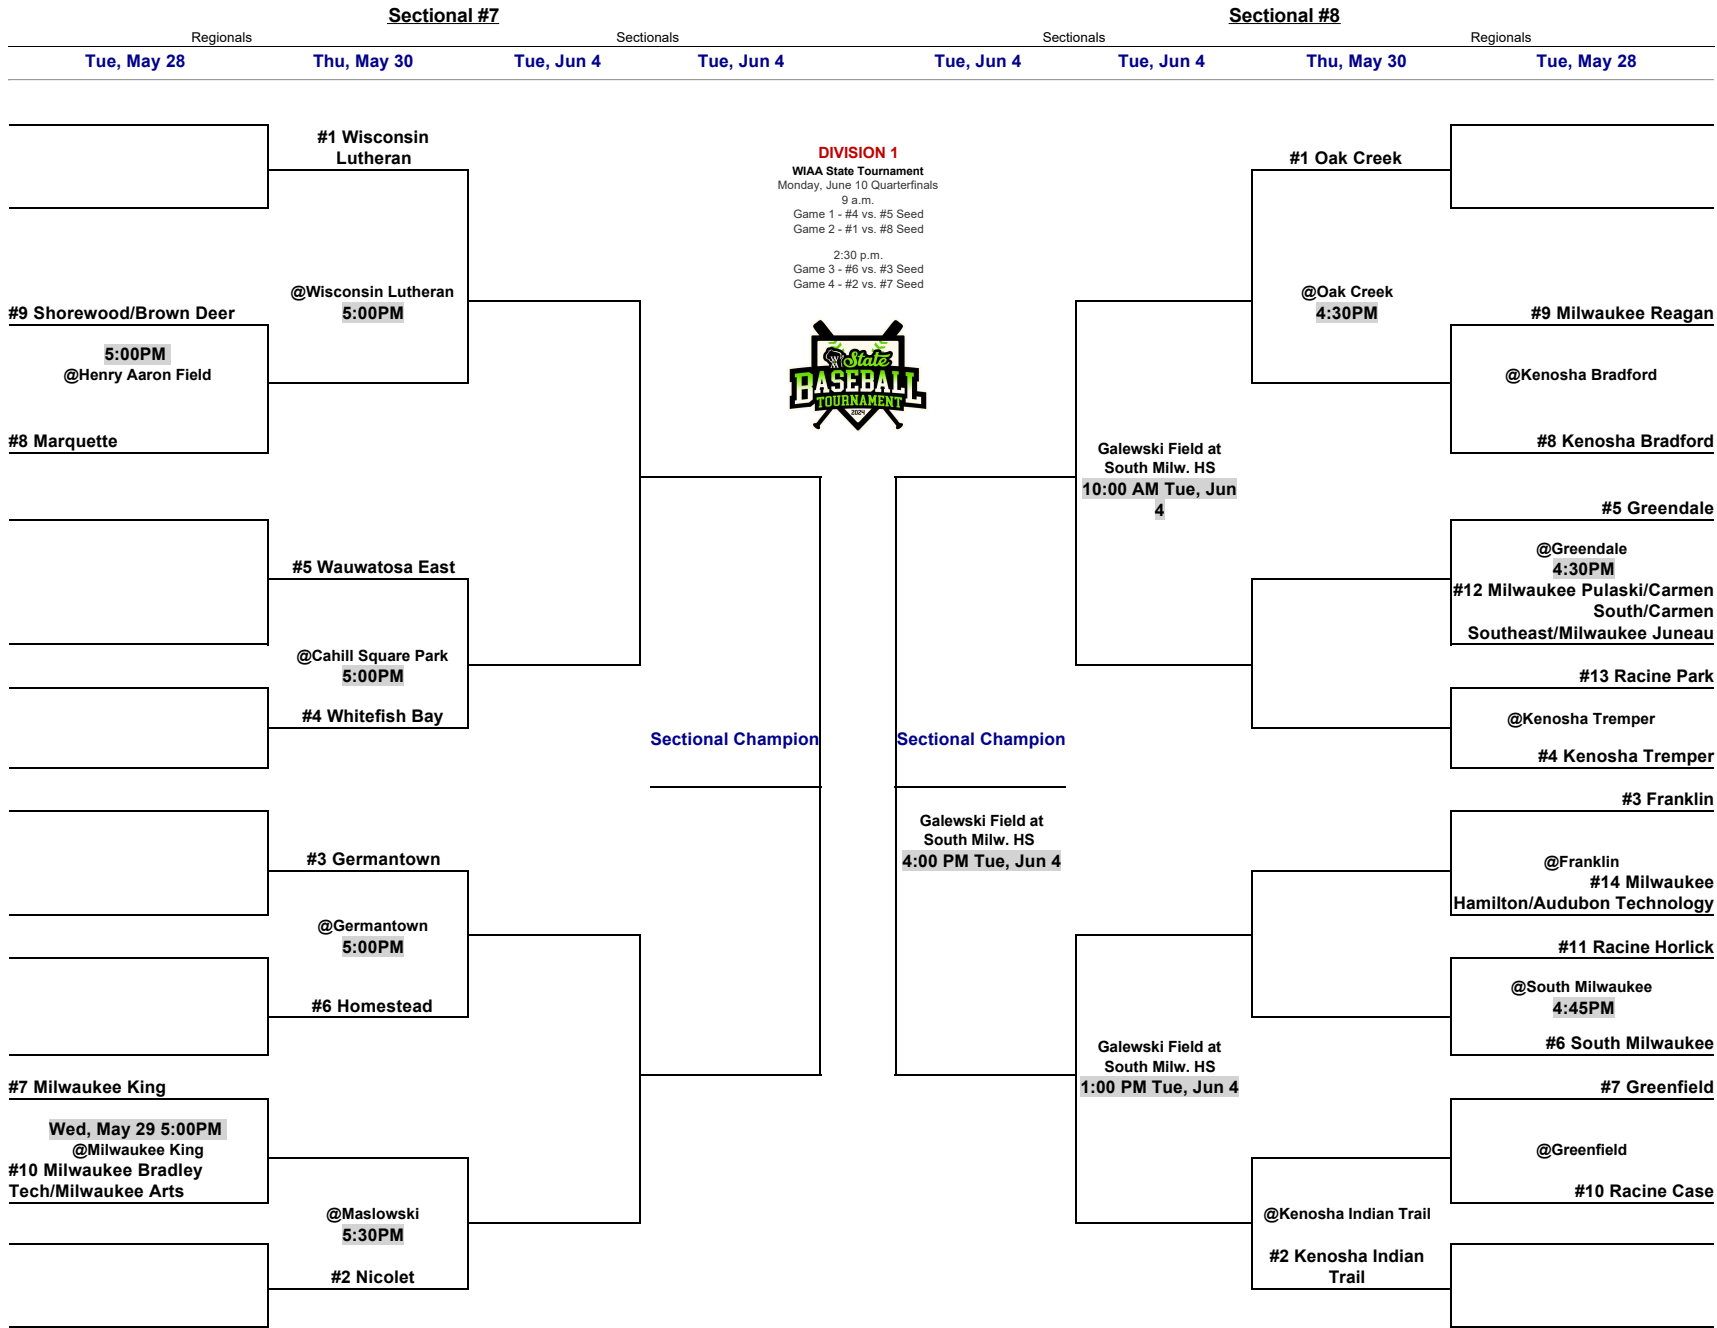 Sectional #7
Sectional #8
Regionals
Sectionals
Sectionals
Regionals
Tue, May 28
Thu, May 30
Tue, Jun 4
Tue, Jun 4
Tue, Jun 4
Tue, Jun 4
Thu, May 30
Tue, May 28
#1 Wisconsin
Lutheran
@Wisconsin Lutheran
5:00PM
#9 Shorewood/Brown Deer
5:00PM
@Henry Aaron Field
#8 Marquette
#5 Wauwatosa East
@Cahill Square Park
5:00PM
#4 Whitefish Bay
#3 Germantown
@Germantown
5:00PM
#6 Homestead
#7 Milwaukee King
Wed, May 29 5:00PM
@Milwaukee King
#10 Milwaukee Bradley
Tech/Milwaukee Arts
@Maslowski
5:30PM
#2 Nicolet
Sectional Champion
DIVISION 1
WIAA State Tournament
Monday, June 10 Quarterfinals
9 a.m.
Game 1 - #4 vs. #5 Seed
Game 2 - #1 vs. #8 Seed
2:30 p.m.
Game 3 - #6 vs. #3 Seed
Game 4 - #2 vs. #7 Seed
State
BASEBALL
TOURNAMENT
2024
Sectional Champion
Galewski Field at
South Milw. HS
4:00 PM Tue, Jun 4
Galewski Field at
South Milw. HS
10:00 AM Tue, Jun
4
Galewski Field at
South Milw. HS
1:00 PM Tue, Jun 4
#1 Oak Creek
@Oak Creek
4:30PM
@Kenosha Indian Trail
#2 Kenosha Indian
Trail
#9 Milwaukee Reagan
@Kenosha Bradford
#8 Kenosha Bradford
#5 Greendale
@Greendale
4:30PM
#12 Milwaukee Pulaski/Carmen
South/Carmen
Southeast/Milwaukee Juneau
#13 Racine Park
@Kenosha Tremper
#4 Kenosha Tremper
#3 Franklin
@Franklin
#14 Milwaukee
Hamilton/Audubon Technology
#11 Racine Horlick
@South Milwaukee
4:45PM
#6 South Milwaukee
#7 Greenfield
@Greenfield
#10 Racine Case